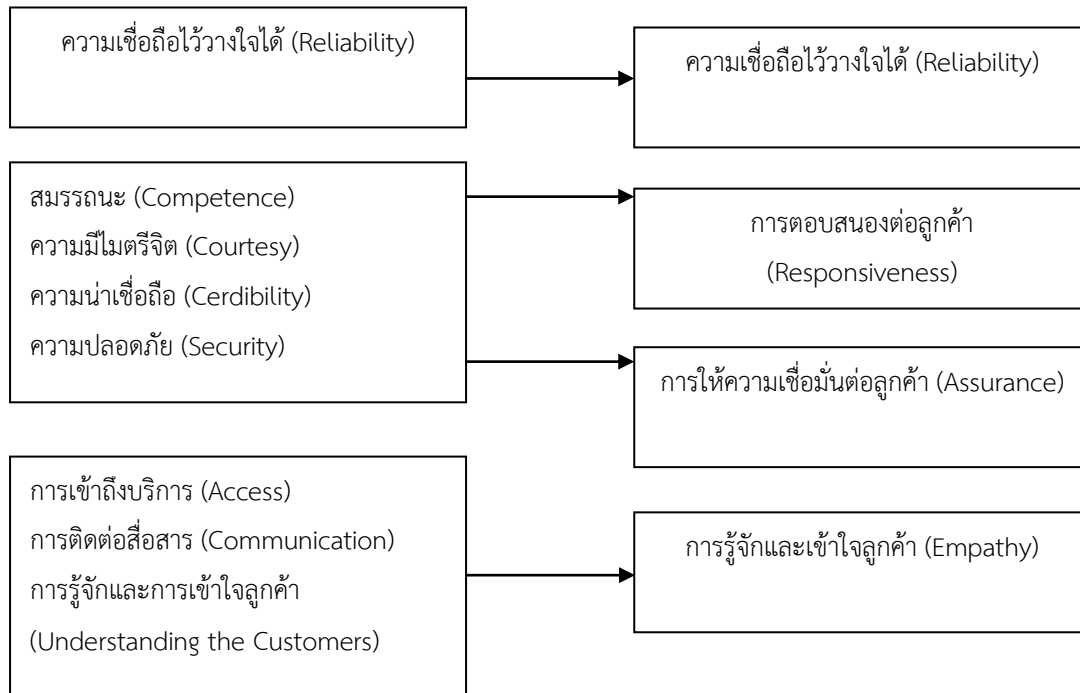 ความเชื่อถือไว้วางใจได้ (Reliability)
ความเชื่อถือไว้วางใจได้ (Reliability)
สมรรถนะ (Competence)
ความมีไมตรีจิต (Courtesy)
ความน่าเชื่อถือ (Cerdibility)
ความปลอดภัย (Security)
การตอบสนองต่อลูกค้า
(Responsiveness)
การให้ความเชื่อมั่นต่อลูกค้า (Assurance)
การเข้าถึงบริการ (Access)
การติดต่อสื่อสาร (Communication)
การรู้จักและการเข้าใจลูกค้า
(Understanding the Customers)
การรู้จักและเข้าใจลูกค้า (Empathy)